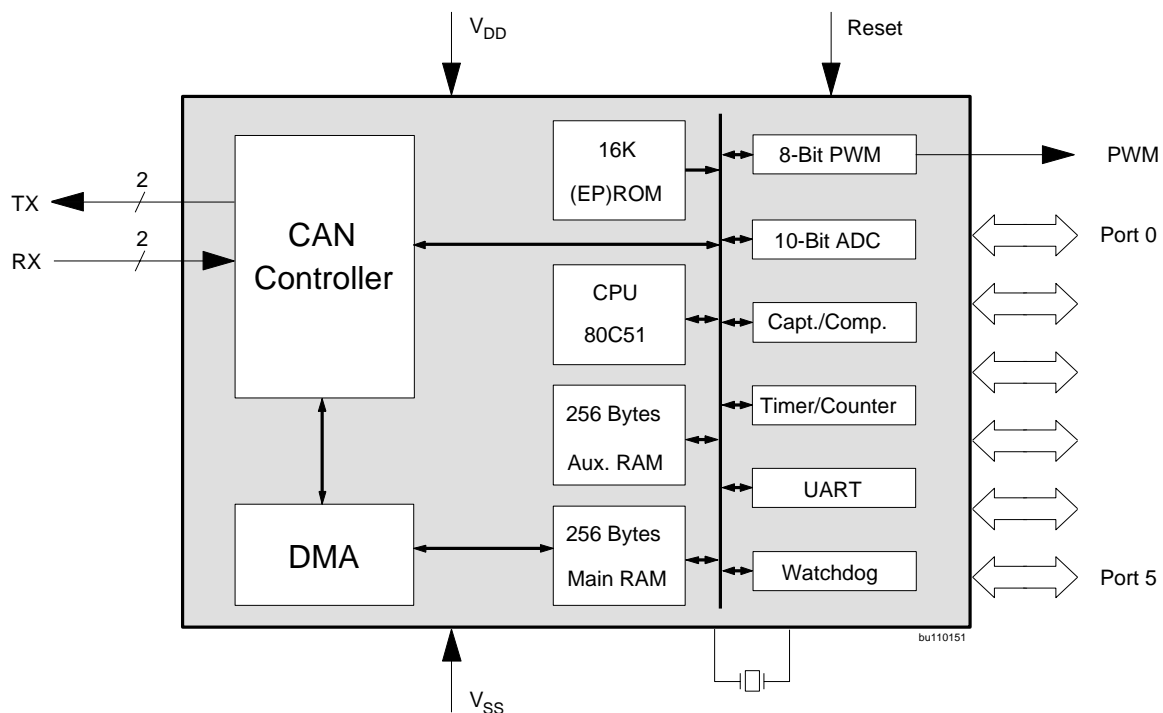 VDD
Reset
16K
(EP)ROM
8-Bit PWM
PWM
2
TX
2
RX
CAN
Controller
10-Bit ADC
Port 0
CPU
80C51
Capt./Comp.
256 Bytes
Aux. RAM
Timer/Counter
UART
DMA
256 Bytes
Main RAM
Watchdog
Port 5
bu110151
VSS